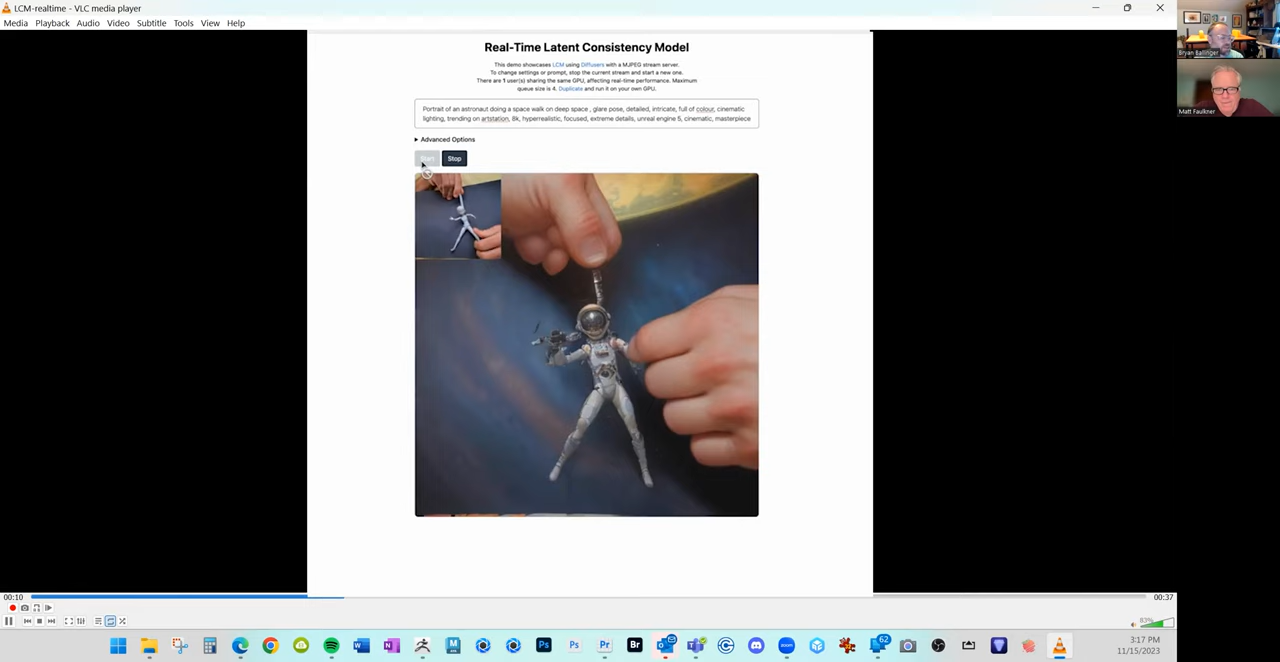 LCM-realtime - VLC media player
Media Playback Audio Video Subtitle Tools View Help
Real-Time Latent Consistency Model
This demo showcases LCM using Diffusers with a MJPEG stream server.
To change settings or prompt, stop the current stream and start a new one.
There are 1 user(s) sharing the same GPU, affecting real-time performance. Maximum
queue size is 4. Duplicate and run it on your own GPU.
Portrait of an astronaut doing a space walk on deep space , glare pose, detailed, intricate, full of colour, cinematic
lighting, trending on artstation, 8k, hyperrealistic, focused, extreme details, unreal engine 5, cinematic, masterpiece
Advanced Options
Start Stop
Bryan Ballinger
Matt Faulkner
00:10
00:37
83%
62
3:17 PM
11/15/2023